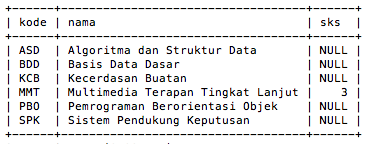 +------+------------------------------------+------+
| kode | nama                               | sks  |
+------+------------------------------------+------+
| ASD  | Algoritma dan Struktur Data        | NULL |
| BDD  | Basis Data Dasar                   | NULL |
| KCB  | Kecerdasan Buatan                  | NULL |
| MMT  | Multimedia Terapan Tingkat Lanjut  |    3 |
| PBO  | Pemrograman Berorientasi Objek     | NULL |
| SPK  | Sistem Pendukung Keputusan         | NULL |
+------+------------------------------------+------+